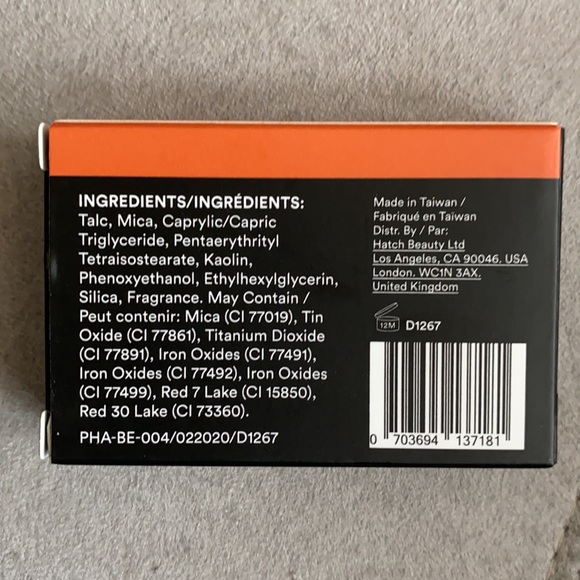 INGREDIENTS/INGRÉDIENTS:
Talc, Mica, Caprylic/Capric
Triglyceride, Pentaerythrityl
Tetraisostearate, Kaolin,
Phenoxyethanol, Ethylhexylglycerin,
Silica, Fragrance. May Contain /
Peut contenir: Mica (CI 77019), Tin
Oxide (CI 77861), Titanium Dioxide
(CI 77891), Iron Oxides (CI 77491),
Iron Oxides (CI 77492), Iron Oxides
(CI 77499), Red 7 Lake (CI 15850),
Red 30 Lake (CI 73360).
PHA-BE-004/022020/D1267
Made in Taiwan /
Fabriqué en Taiwan
Distr. By / Par:
Hatch Beauty Ltd
Los Angeles, CA 90046. USA
London. WC1N 3AX.
United Kingdom
12M D1267
0 703694 137181